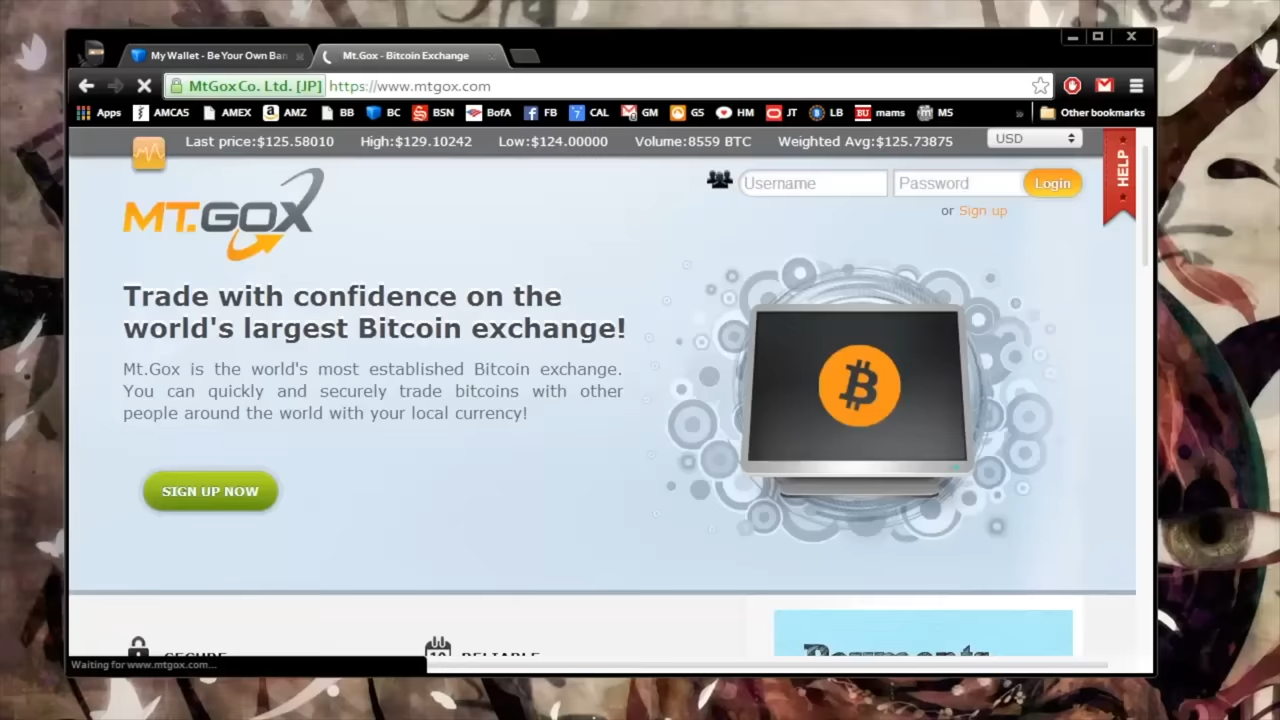 My Wallet - Be Your Own Ban
Mt.Gox - Bitcoin Exchange
MtGox Co. Ltd. [JP] https://www.mtgox.com
Apps AMCAS AMEX AMZ BB BC BSN BofA FB CAL GM GS HM JT LB mams MS » Other bookmarks
Last price:$125.58010 High:$129.10242 Low:$124.00000 Volume:8559 BTC Weighted Avg:$125.73875 USD
HELP
Username Password Login
or Sign up
MT.GOX
Trade with confidence on the
world's largest Bitcoin exchange!
Mt.Gox is the world's most established Bitcoin exchange.
You can quickly and securely trade bitcoins with other
people around the world with your local currency!
SIGN UP NOW
SECURE RELIABLE
Waiting for www.mtgox.com...